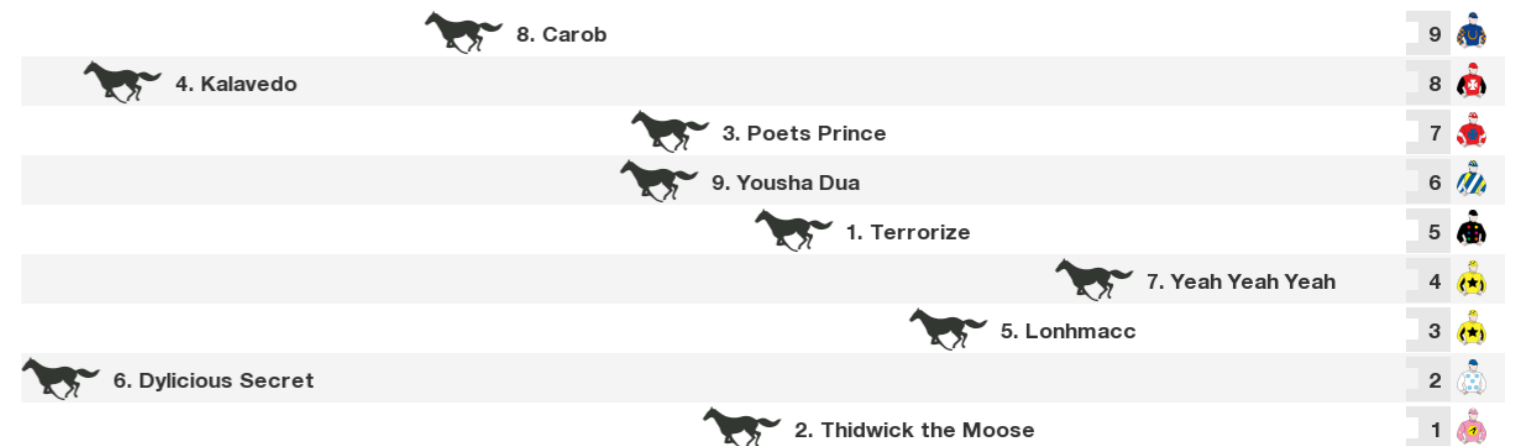 8. Carob 9
4. Kalavedo 8
3. Poets Prince 7
9. Yousha Dua 6
1. Terrorize 5
7. Yeah Yeah Yeah 4
5. Lonhmacc 3
6. Dylicious Secret 2
2. Thidwick the Moose 1